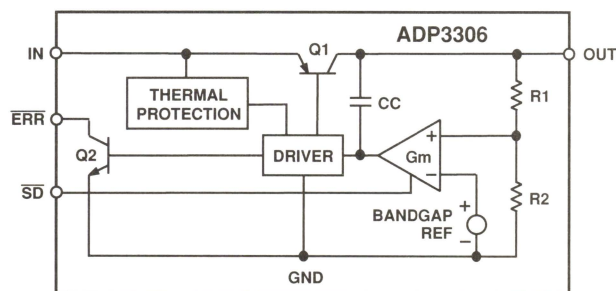 ADP3306
IN
Q1
OUT
THERMAL
PROTECTION
CC
R1
ERR
Q2
DRIVER
+
Gm
−
SD
R2
BANDGAP
REF
+
−
GND